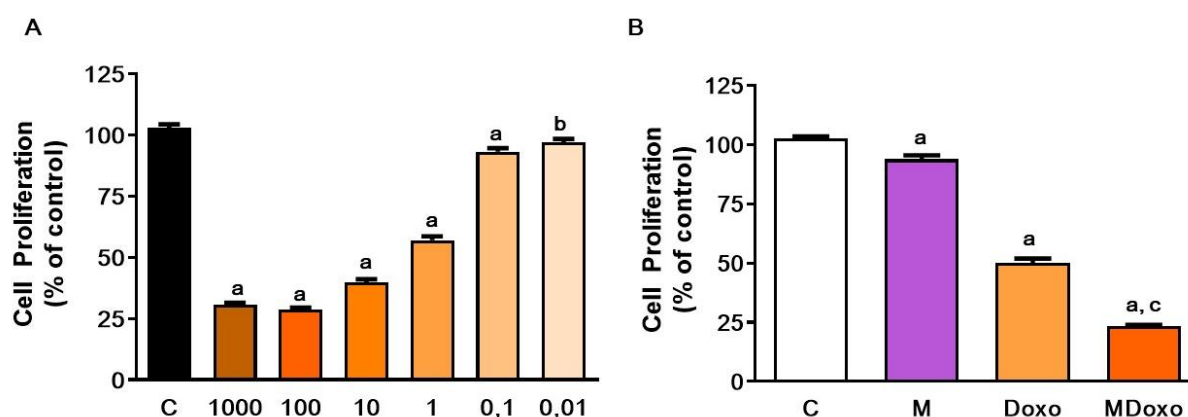 A
Cell Proliferation
(% of control)
125
100
75
50
25
0
a
a
a
a
a
b
C 1000 100 10 1 0,1 0,01
B
Cell Proliferation
(% of control)
125
100
75
50
25
0
a
a
a, c
C M Doxo MDoxo